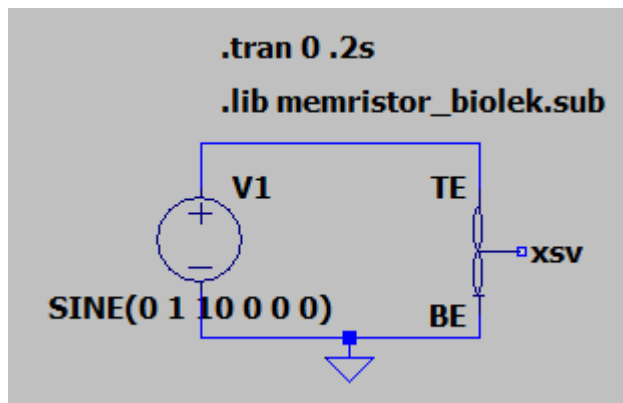 .tran 0 .2s
.lib memristor_biolek.sub
V1
TE
xsv
SINE(0 1 10 0 0 0)
BE